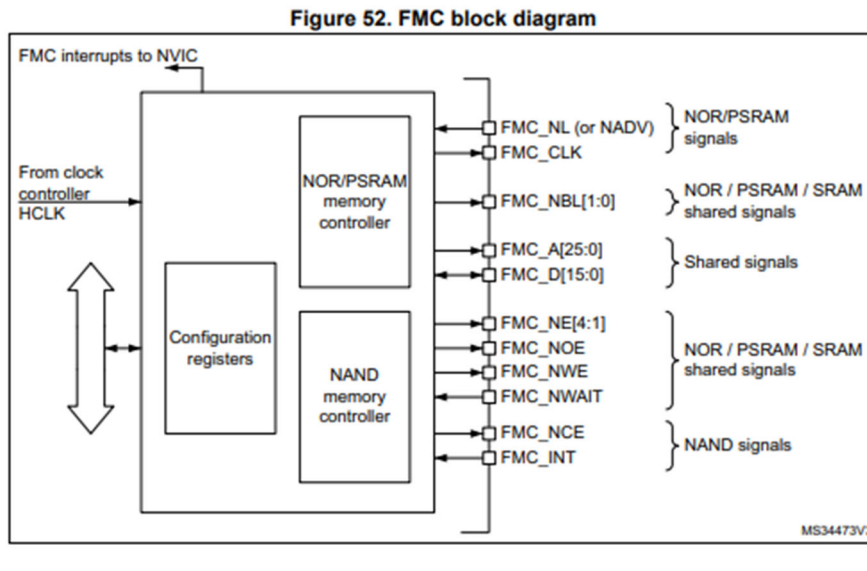 Figure 52. FMC block diagram
FMC interrupts to NVIC
From clock
controller
HCLK
Configuration
registers
NOR/PSRAM
memory
controller
NAND
memory
controller
FMC_NL (or NADV)
FMC_CLK
NOR/PSRAM
signals
FMC_NBL[1:0]
NOR / PSRAM / SRAM
shared signals
FMC_A[25:0]
FMC_D[15:0]
Shared signals
FMC_NE[4:1]
FMC_NOE
FMC_NWE
FMC_NWAIT
NOR / PSRAM / SRAM
shared signals
FMC_NCE
FMC_INT
NAND signals